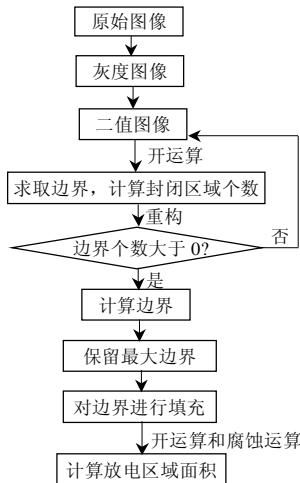 原始图像
灰度图像
二值图像
开运算
求取边界，计算封闭区域个数
重构
边界个数大于 0?
否
是
计算边界
保留最大边界
对边界进行填充
开运算和腐蚀运算
计算放电区域面积